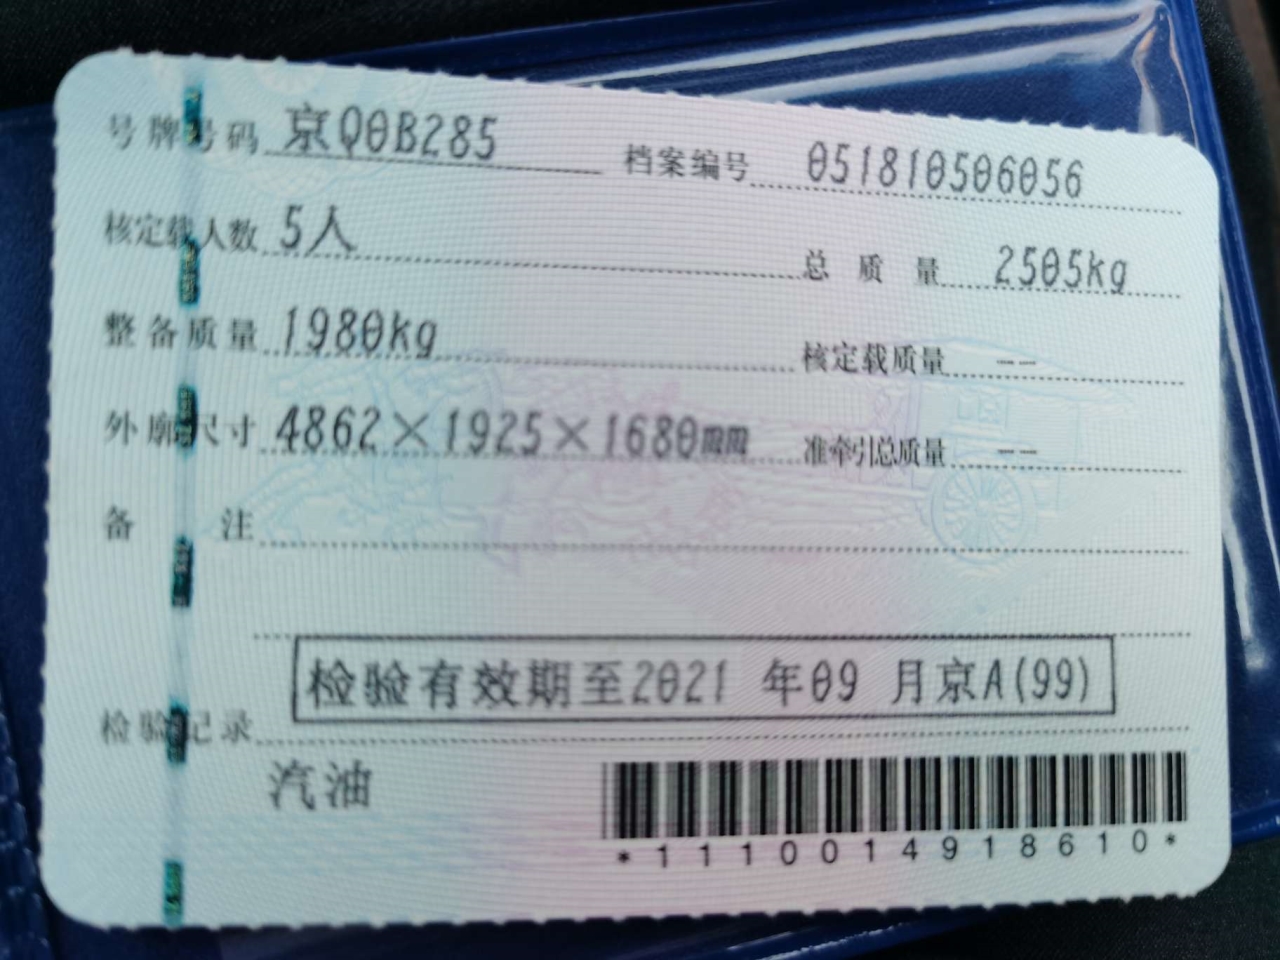 号牌号码 京Q0B285 档案编号 051810506056
核定载人数 5人 总质量 2505kg
整备质量 1980kg 核定载质量 --
外廓尺寸 4862×1925×1680mm 准牵引总质量 --
备注
检验有效期至2021 年09 月京A(99)
检验记录
汽油
*1110014918610*